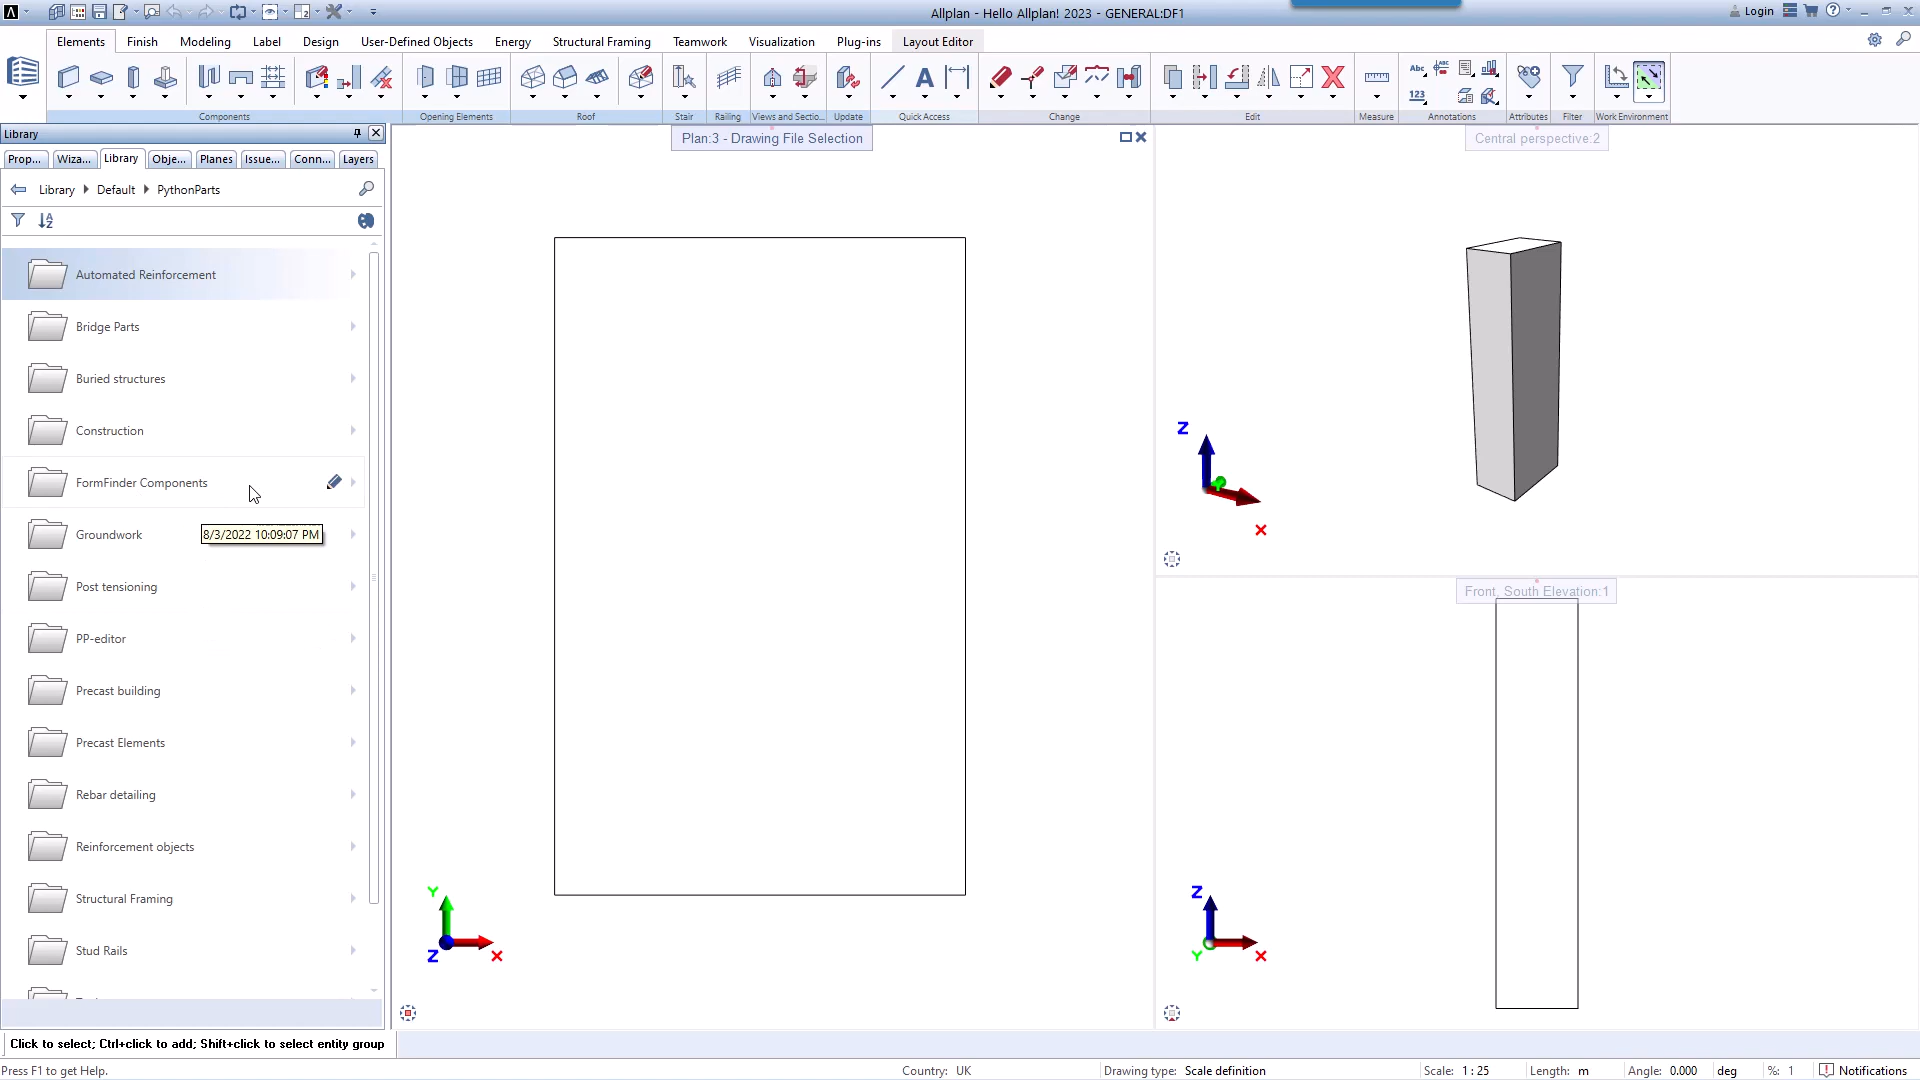 Allplan - Hello Allplan! 2023 - GENERAL:DF1
Login
Elements Finish Modeling Label Design User-Defined Objects Energy Structural Framing Teamwork Visualization Plug-ins Layout Editor
Abc
ABC
123
Components Opening Elements Roof Stair Railing Views and Sectio... Update Quick Access Change Edit Measure Annotations Attributes Filter Work Environment
Library
Prop... Wiza... Library Obje... Planes Issue... Conn... Layers
Library Default PythonParts
Automated Reinforcement
Bridge Parts
Buried structures
Construction
FormFinder Components
Groundwork
8/3/2022 10:09:07 PM
Post tensioning
PP-editor
Precast building
Precast Elements
Rebar detailing
Reinforcement objects
Structural Framing
Stud Rails
Plan:3 - Drawing File Selection
Y
Z
X
Central perspective:2
Z
X
Front, South Elevation:1
Z
Y
X
Click to select; Ctrl+click to add; Shift+click to select entity group
Press F1 to get Help.
Country: UK
Drawing type: Scale definition
Scale: 1 : 25
Length: m
Angle: 0.000 deg
%: 1
Notifications